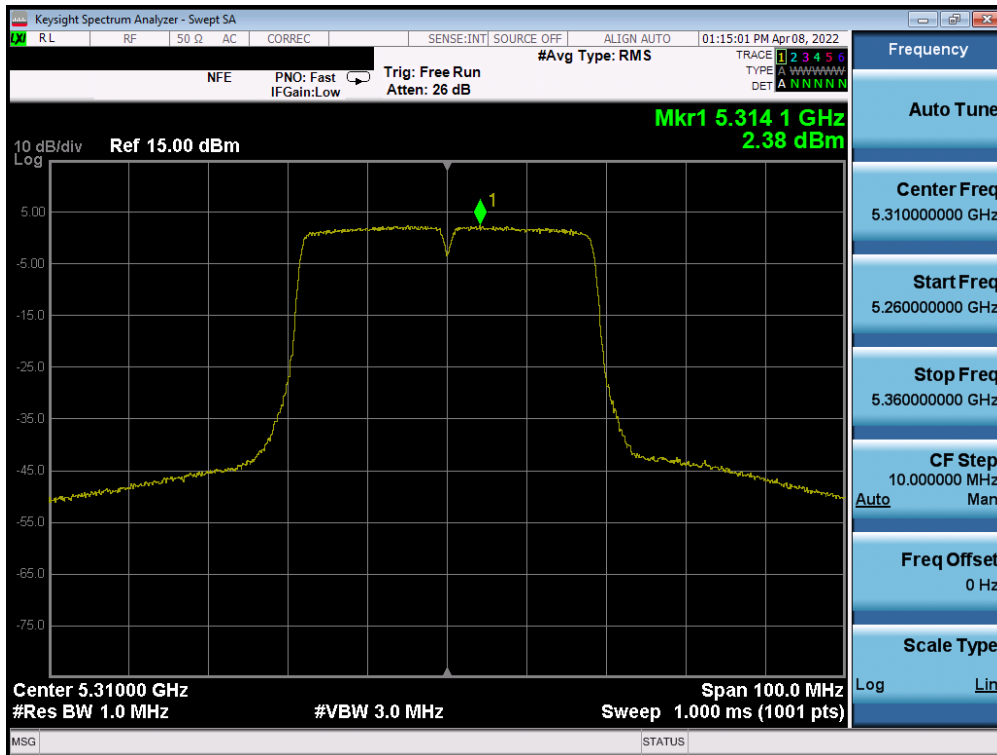 Keysight Spectrum Analyzer - Swept SA
LXI RL RF 50 Ω AC CORREC SENSE:INT SOURCE OFF ALIGN AUTO 01:15:01 PM Apr 08, 2022
#Avg Type: RMS
TRACE 1 2 3 4 5 6
TYPE A WWWWW
DET A N N N N N
NFE PNO: Fast Trig: Free Run
IFGain:Low Atten: 26 dB
Mkr1 5.314 1 GHz
2.38 dBm
10 dB/div Ref 15.00 dBm
Log
1
5.00
-5.00
-15.0
-25.0
-35.0
-45.0
-55.0
-65.0
-75.0
Center 5.31000 GHz Span 100.0 MHz
#Res BW 1.0 MHz #VBW 3.0 MHz Sweep 1.000 ms (1001 pts)
MSG STATUS
Frequency
Auto Tune
Center Freq
5.310000000 GHz
Start Freq
5.260000000 GHz
Stop Freq
5.360000000 GHz
CF Step
10.000000 MHz
Auto Man
Freq Offset
0 Hz
Scale Type
Log Lin